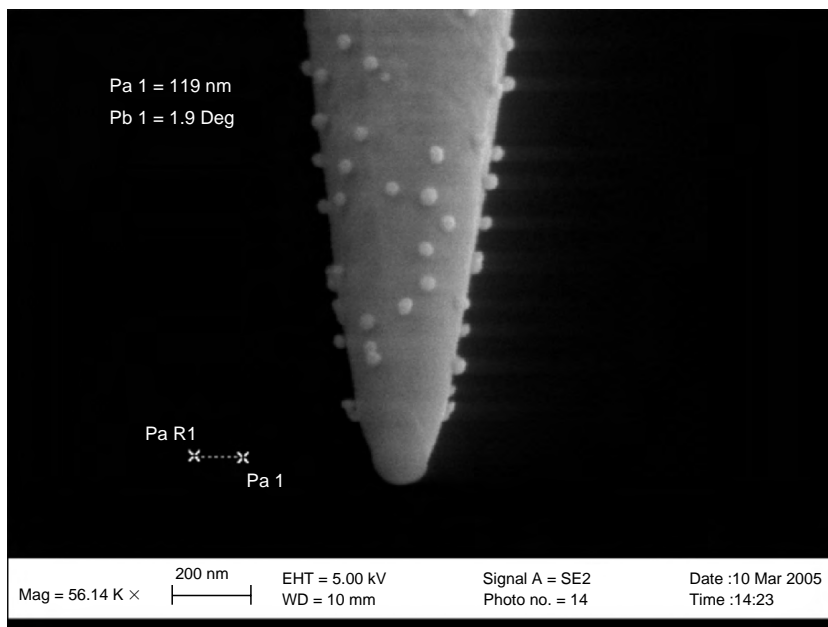 Pa 1 = 119 nm
Pb 1 = 1.9 Deg
Pa R1
Pa 1
Mag = 56.14 K ×
200 nm
EHT = 5.00 kV
WD = 10 mm
Signal A = SE2
Photo no. = 14
Date :10 Mar 2005
Time :14:23